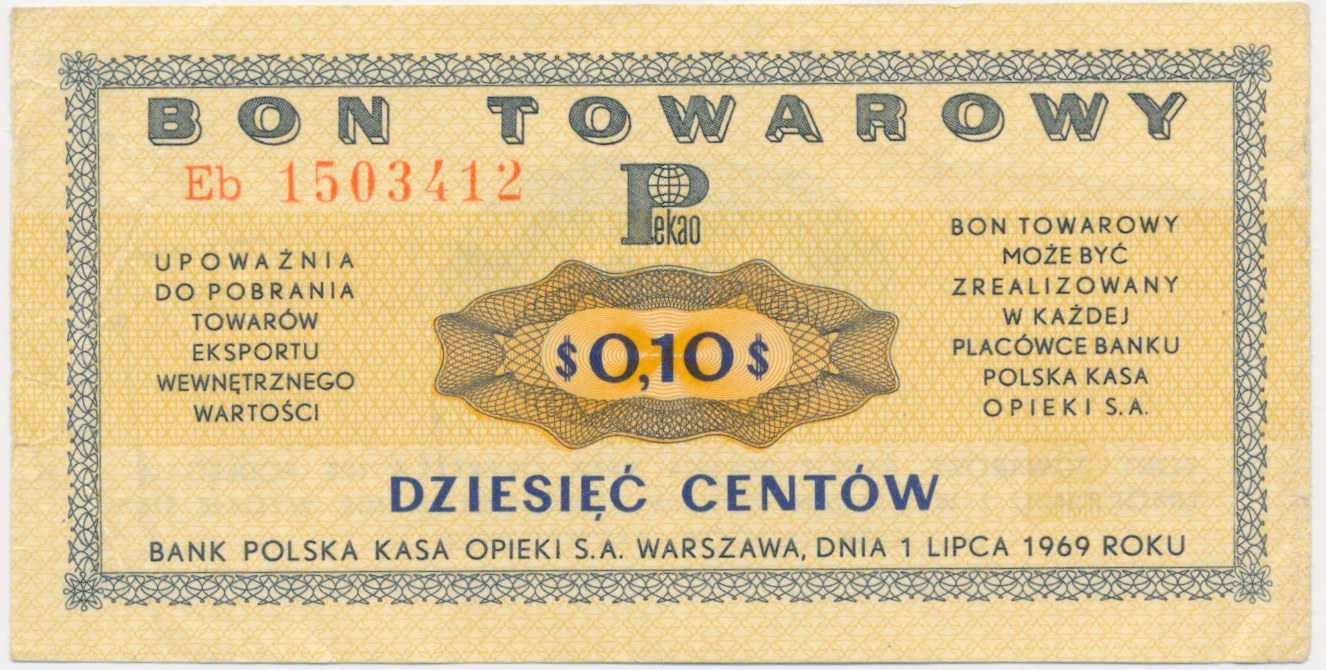 BON TOWAROWY
Eb 1503412
Pekao
UPOWAŻNIA
DO POBRANIA
TOWARÓW
EKSPORTU
WEWNĘTRZNEGO
WARTOŚCI
$0,10$
BON TOWAROWY
MOŻE BYĆ
ZREALIZOWANY
W KAŻDEJ
PLACÓWCE BANKU
POLSKA KASA
OPIEKI S.A.
DZIESIĘĆ CENTÓW
BANK POLSKA KASA OPIEKI S.A. WARSZAWA, DNIA 1 LIPCA 1969 ROKU